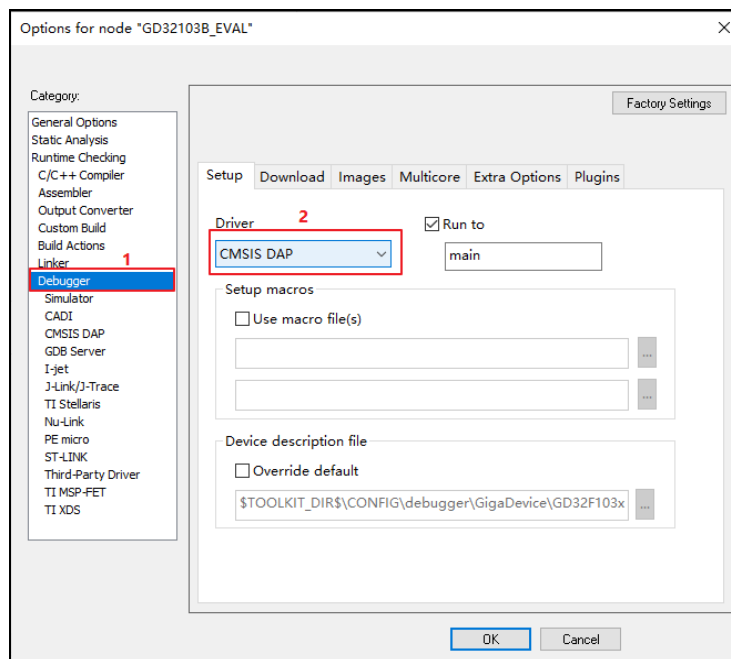 Options for node "GD32103B_EVAL"
Category:
General Options
Static Analysis
Runtime Checking
C/C++ Compiler
Assembler
Output Converter
Custom Build
Build Actions
Linker
1
Debugger
Simulator
CADI
CMSIS DAP
GDB Server
I-jet
J-Link/J-Trace
TI Stellaris
Nu-Link
PE micro
ST-LINK
Third-Party Driver
TI MSP-FET
TI XDS
Factory Settings
Setup Download Images Multicore Extra Options Plugins
Driver 2 Run to
CMSIS DAP main
Setup macros
Use macro file(s)
...
...
Device description file
Override default
$TOOLKIT_DIR$\CONFIG\debugger\GigaDevice\GD32F103x ...
OK Cancel